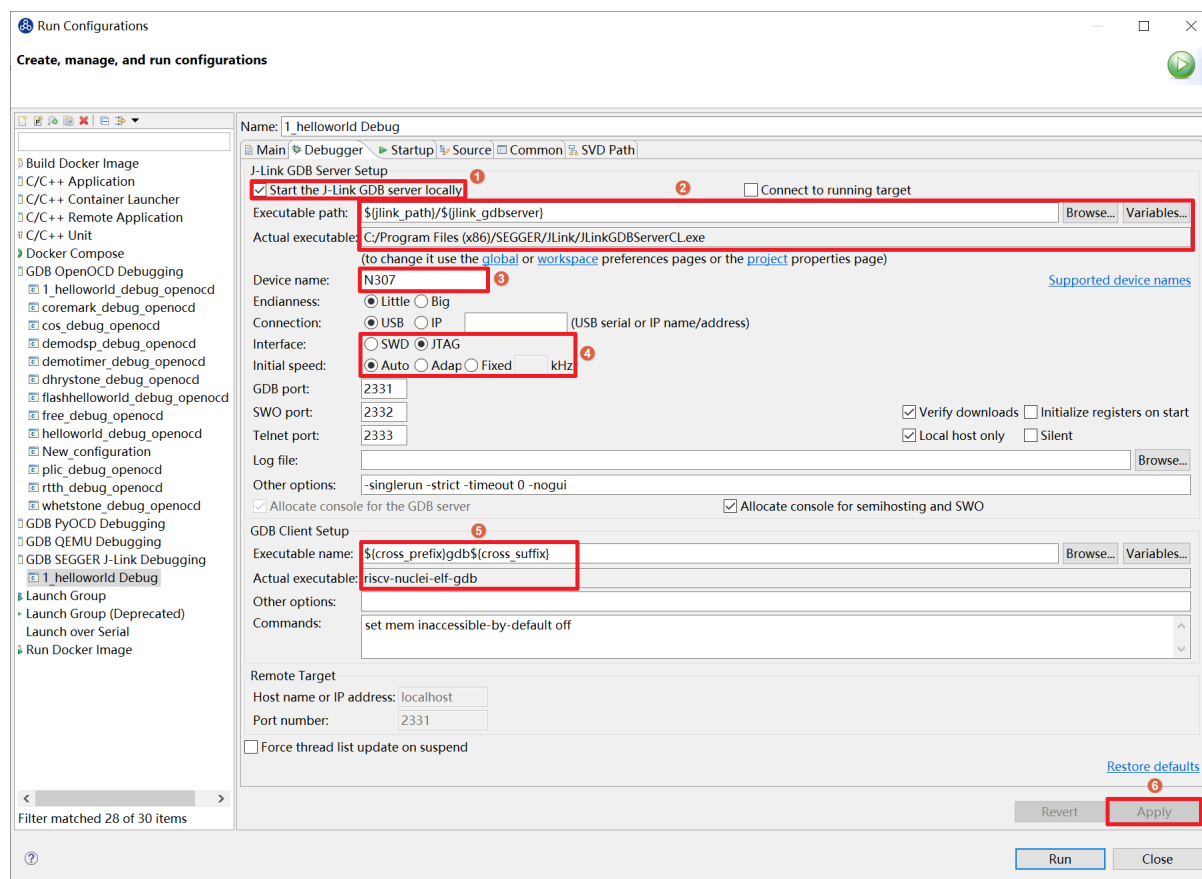 Run Configurations
Create, manage, and run configurations
Name: 1_helloworld Debug
Build Docker Image
C/C++ Application
C/C++ Container Launcher
C/C++ Remote Application
C/C++ Unit
Docker Compose
GDB OpenOCD Debugging
1_helloworld_debug_openocd
coremark_debug_openocd
cos_debug_openocd
demodsp_debug_openocd
demotimer_debug_openocd
dhrystone_debug_openocd
flashhelloworld_debug_openocd
free_debug_openocd
helloworld_debug_openocd
New_configuration
plic_debug_openocd
rtth_debug_openocd
whetstone_debug_openocd
GDB PyOCD Debugging
GDB QEMU Debugging
GDB SEGGER J-Link Debugging
1_helloworld Debug
Launch Group
Launch Group (Deprecated)
Launch over Serial
Run Docker Image
Filter matched 28 of 30 items
Main Debugger Startup Source Common SVD Path
J-Link GDB Server Setup
1
2
Start the J-Link GDB server locally Connect to running target
Executable path: ${jlink_path}/${jlink_gdbserver} Browse... Variables...
Actual executable: C:/Program Files (x86)/SEGGER/JLink/JLinkGDBServerCL.exe
(to change it use the global or workspace preferences pages or the project properties page)
Device name: N307 3 Supported device names
Endianness: Little Big
Connection: USB IP (USB serial or IP name/address)
Interface: SWD JTAG
4
Initial speed: Auto Adap Fixed kHz
GDB port: 2331
SWO port: 2332 Verify downloads Initialize registers on start
Telnet port: 2333 Local host only Silent
Log file: Browse...
Other options: -singlerun -strict -timeout 0 -nogui
Allocate console for the GDB server Allocate console for semihosting and SWO
GDB Client Setup 5
Executable name: ${cross_prefix}gdb${cross_suffix} Browse... Variables...
Actual executable: riscv-nuclei-elf-gdb
Other options:
Commands: set mem inaccessible-by-default off
Remote Target
Host name or IP address: localhost
Port number: 2331
Force thread list update on suspend
Restore defaults
6
Revert Apply
Run Close